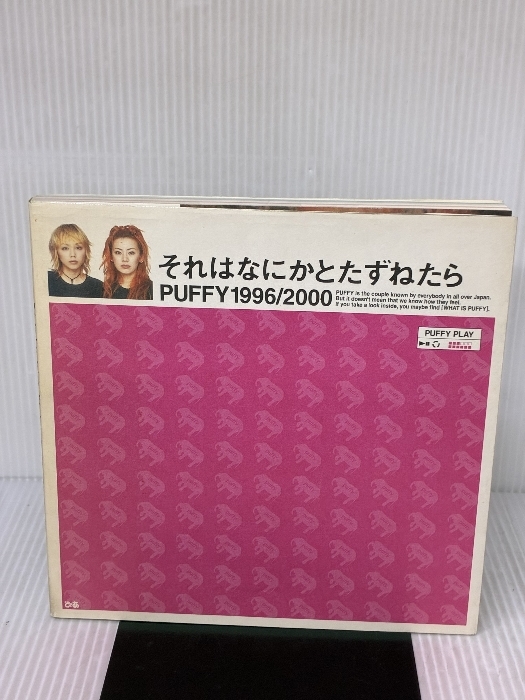 それはなにかとたずねたら
PUFFY1996/2000
PUFFY is the couple known by everybody in all over Japan.
But it doesn't mean that we know how they feel.
If you take a look inside, you maybe find [WHAT IS PUFFY].
PUFFY PLAY
ぴあ